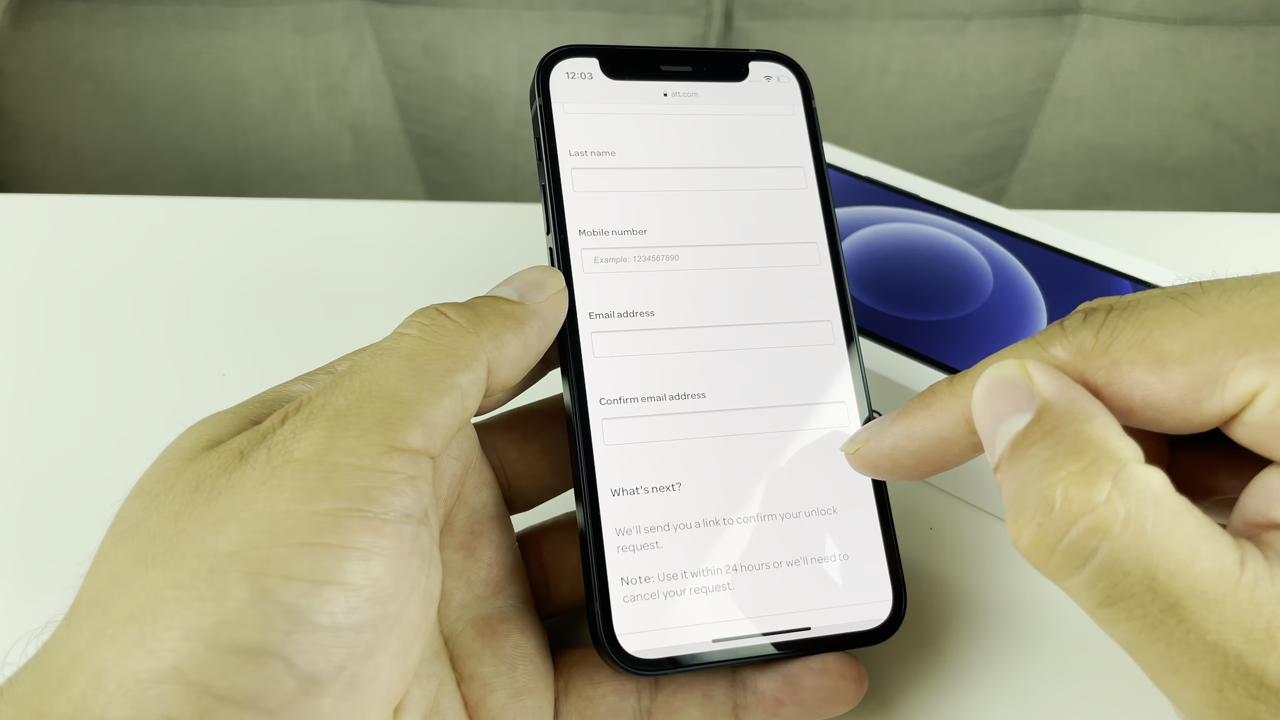 12:03
att.com
Last name
Mobile number
Example: 1234567890
Email address
Confirm email address
What's next?
We'll send you a link to confirm your unlock
request.
Note: Use it within 24 hours or we'll need to
cancel your request.